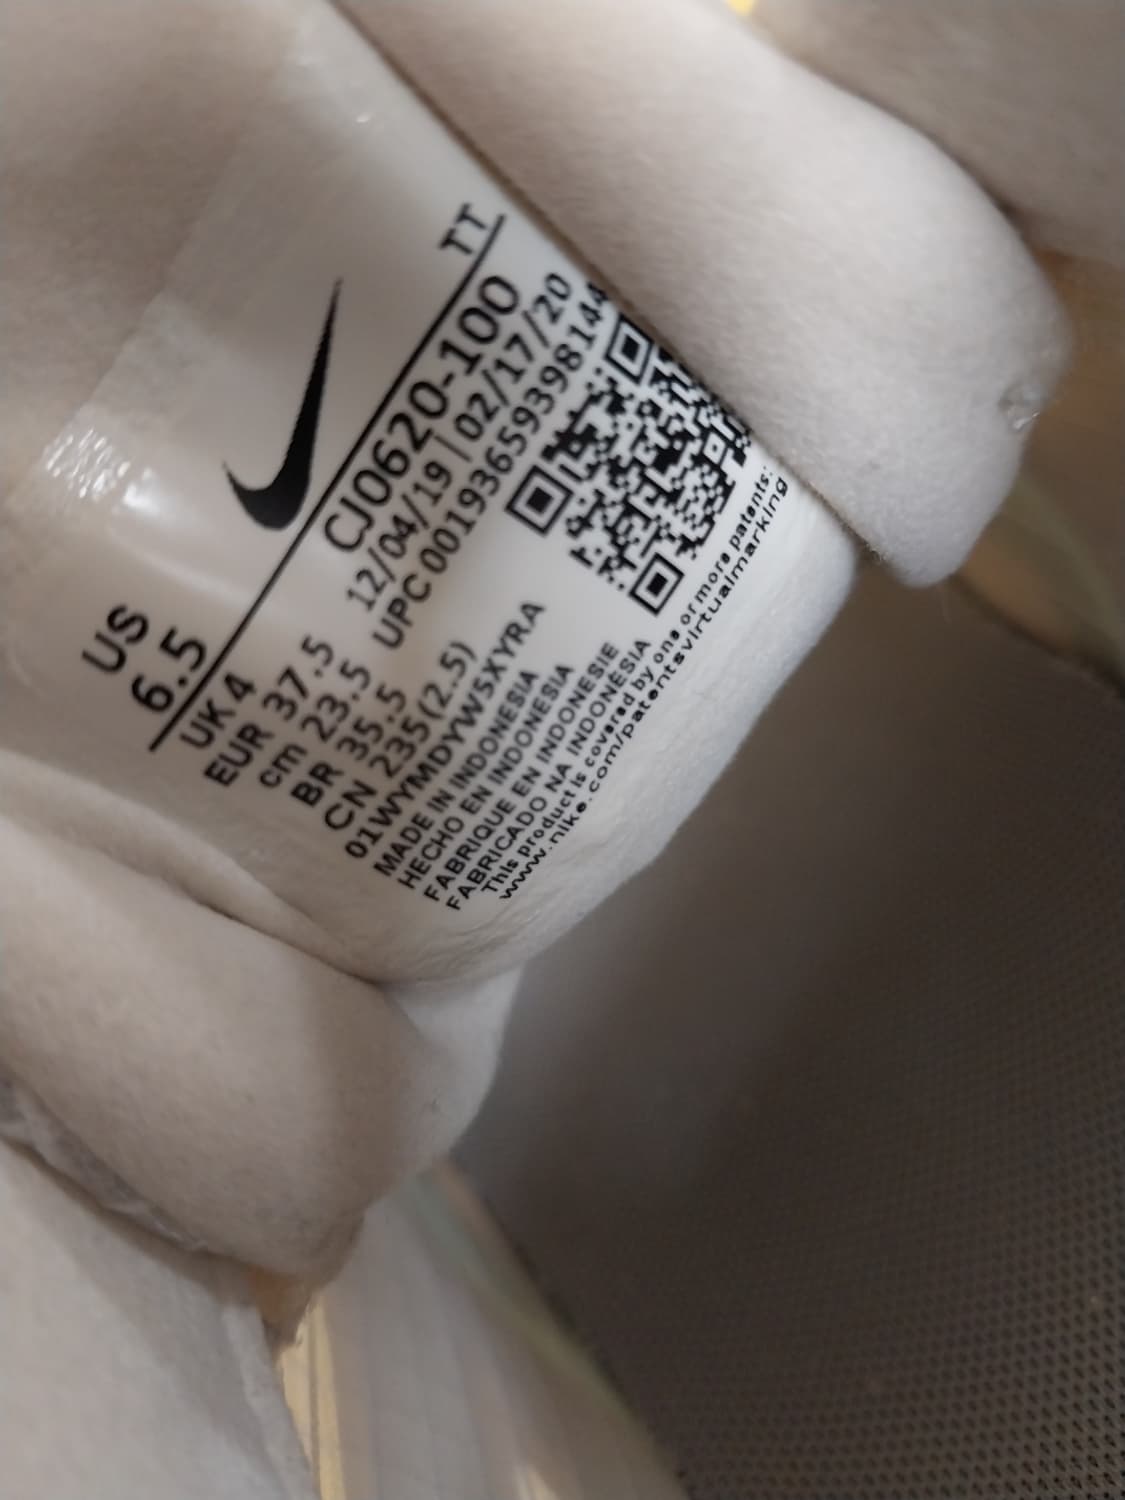 TT
US
6.5
CJ0620-100
12/04/19 | 02/17/20
UPC 00193659398144
UK 4
EUR 37.5
cm 23.5
BR 35.5
CN 235(2.5)
01WYMDYW5XYRA
MADE IN INDONESIA
HECHO EN INDONESIA
FABRIQUE EN INDONESIE
FABRICADO NA INDONÉSIA
This product is covered by one or more patents:
www.nike.com/patentsvirtualmarking